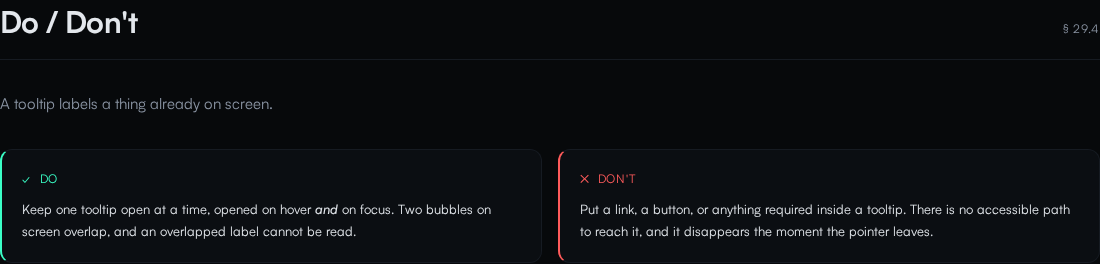 Do / Don't
§ 29.4
A tooltip labels a thing already on screen.
✓ DO
Keep one tooltip open at a time, opened on hover and on focus. Two bubbles on
screen overlap, and an overlapped label cannot be read.
✕ DON'T
Put a link, a button, or anything required inside a tooltip. There is no accessible path
to reach it, and it disappears the moment the pointer leaves.